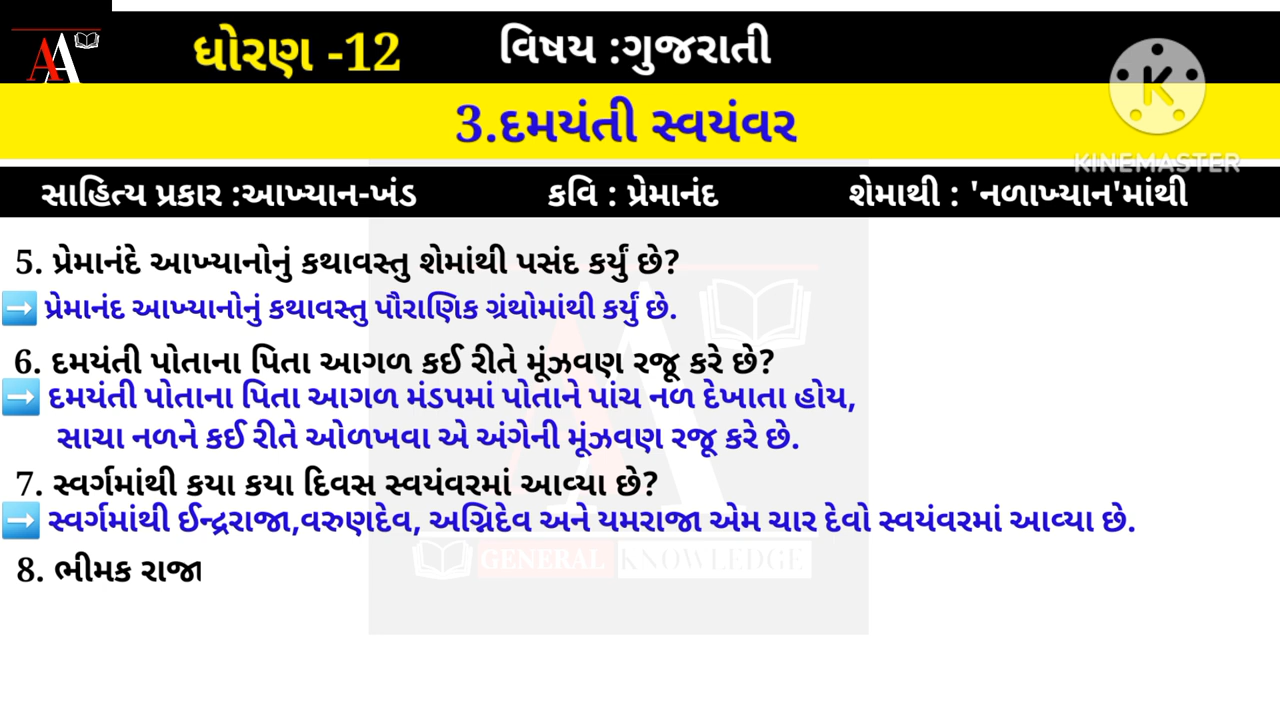 ધોરણ -12 વિષય :ગુજરાતી
3.દમયંતી સ્વયંવર
KINEMASTER
સાહિત્ય પ્રકાર :આખ્યાન-ખંડ કવિ : પ્રેમાનંદ શેમાથી : 'નળાખ્યાન'માંથી
5. પ્રેમાનંદે આખ્યાનોનું કથાવસ્તુ શેમાંથી પસંદ કર્યું છે?
➡ પ્રેમાનંદ આખ્યાનોનું કથાવસ્તુ પૌરાણિક ગ્રંથોમાંથી કર્યું છે.
6. દમયંતી પોતાના પિતા આગળ કઈ રીતે મૂંઝવણ રજૂ કરે છે?
➡ દમયંતી પોતાના પિતા આગળ મંડપમાં પોતાને પાંચ નળ દેખાતા હોય,
સાચા નળને કઈ રીતે ઓળખવા એ અંગેની મૂંઝવણ રજૂ કરે છે.
7. સ્વર્ગમાંથી કયા કયા દિવસ સ્વયંવરમાં આવ્યા છે?
➡ સ્વર્ગમાંથી ઈન્દ્રરાજા,વરુણદેવ, અગ્નિદેવ અને યમરાજા એમ ચાર દેવો સ્વયંવરમાં આવ્યા છે.
8. ભીમક રાજા
GENERAL KNOWLEDGE